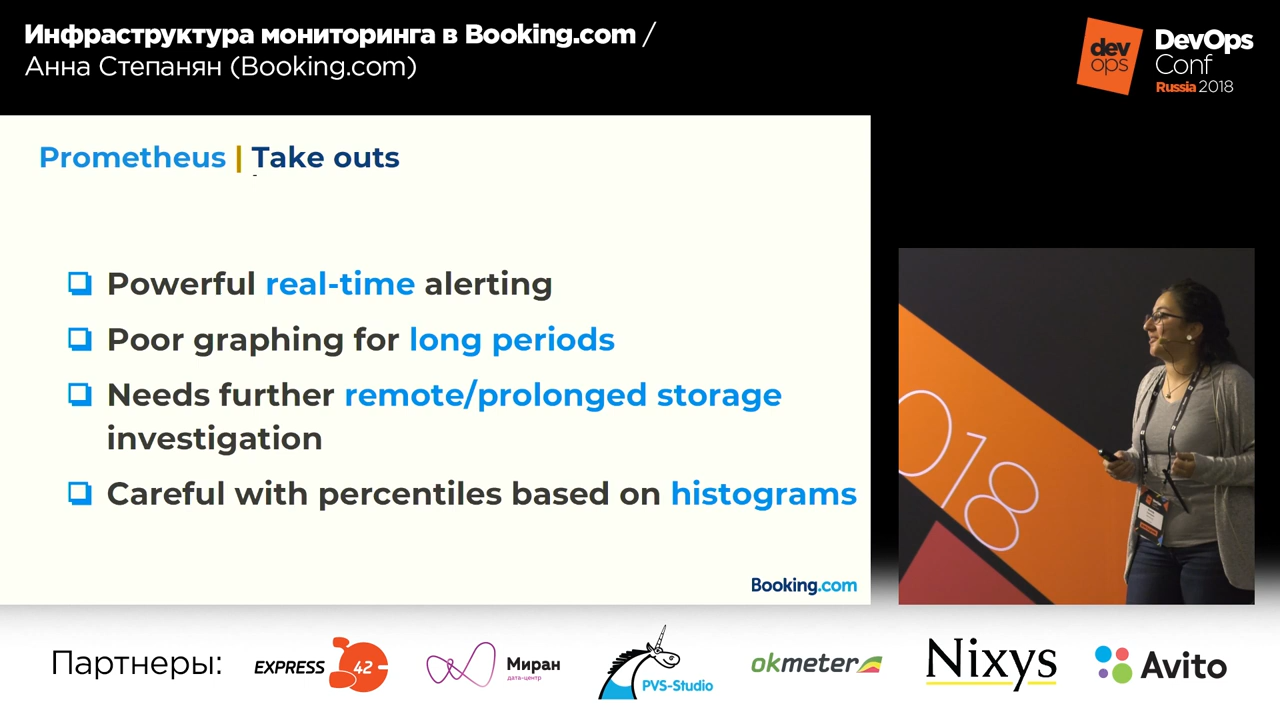 Инфраструктура мониторинга в Booking.com /
Анна Степанян (Booking.com)
dev
ops
DevOps
Conf
Russia 2018
Prometheus | Take outs
Powerful real-time alerting
Poor graphing for long periods
Needs further remote/prolonged storage
investigation
Careful with percentiles based on histograms
Booking.com
018
Партнеры:
EXPRESS 42
Миран
дата-центр
PVS-Studio
okmeter
Nixys
Avito